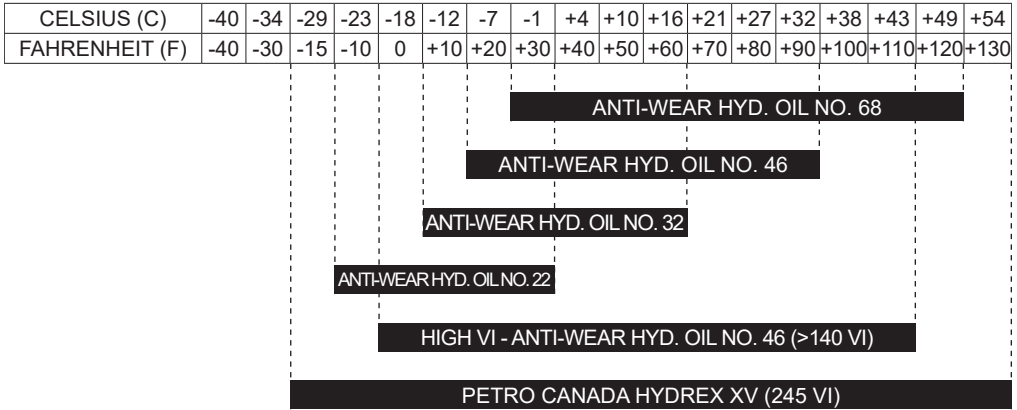 CELSIUS (C) -40 -34 -29 -23 -18 -12 -7 -1 +4 +10 +16 +21 +27 +32 +38 +43 +49 +54
FAHRENHEIT (F) -40 -30 -15 -10 0 +10 +20 +30 +40 +50 +60 +70 +80 +90 +100 +110 +120 +130
ANTI-WEAR HYD. OIL NO. 68
ANTI-WEAR HYD. OIL NO. 46
ANTI-WEAR HYD. OIL NO. 32
ANTI-WEAR HYD. OIL NO. 22
HIGH VI - ANTI-WEAR HYD. OIL NO. 46 (>140 VI)
PETRO CANADA HYDREX XV (245 VI)